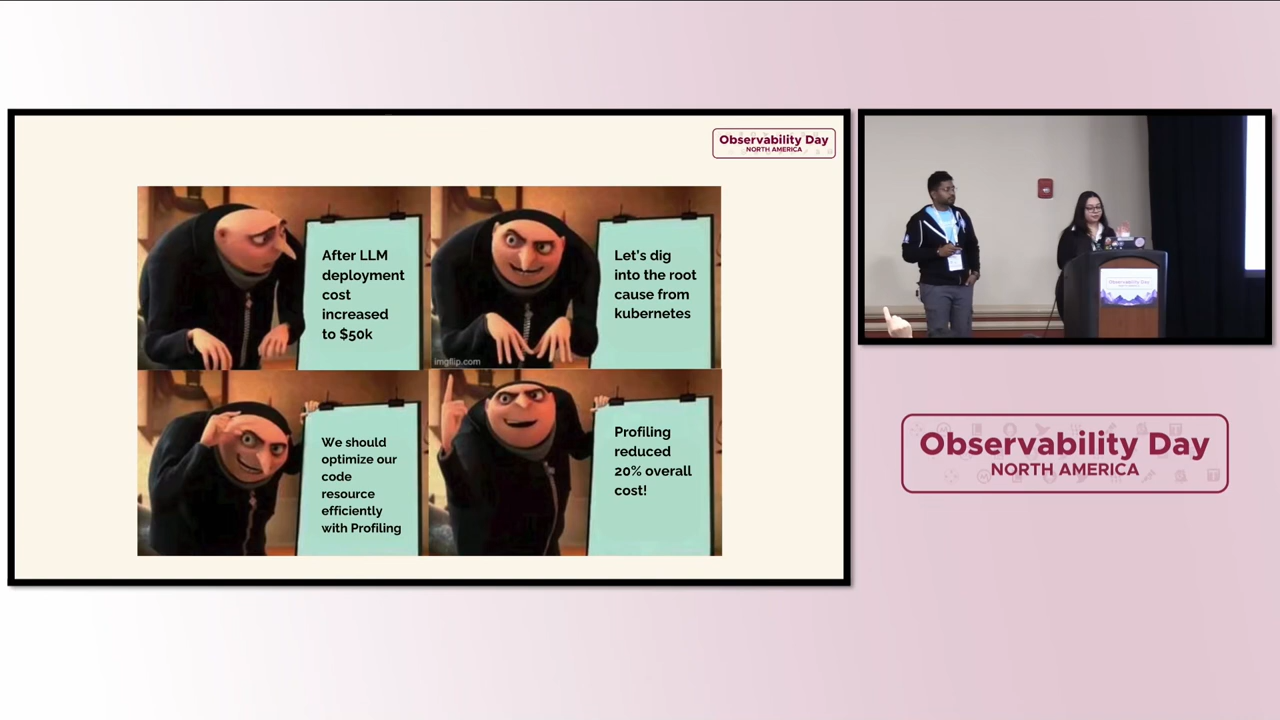 Observability Day
NORTH AMERICA
After LLM
deployment
cost
increased
to $50k
Let's dig
into the root
cause from
kubernetes
imgflip.com
We should
optimize our
code
resource
efficiently
with Profiling
Profiling
reduced
20% overall
cost!
Observability Day
Observability Day
NORTH AMERICA